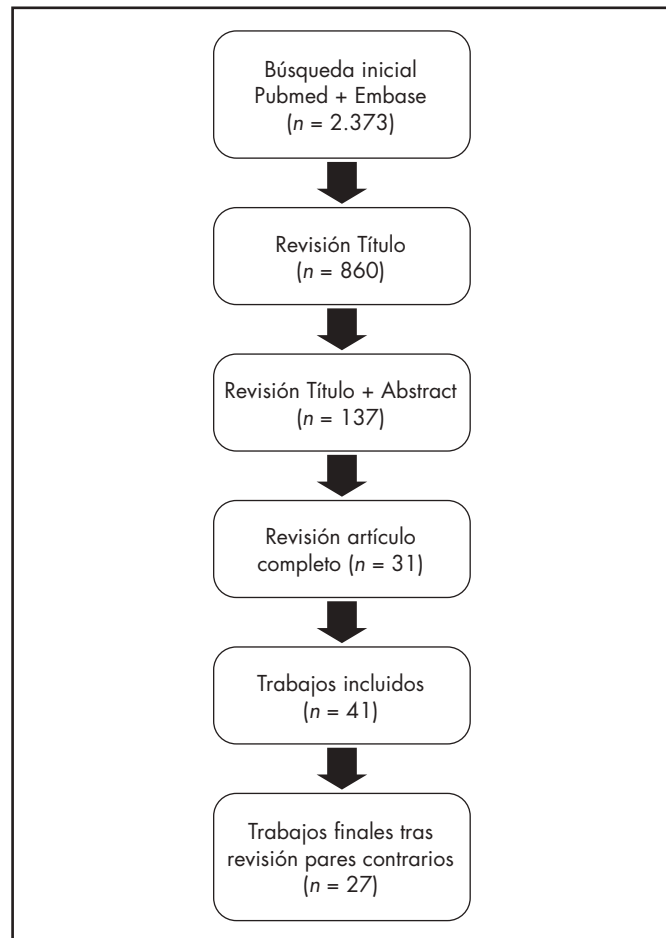 Búsqueda inicial
Pubmed + Embase
(n = 2.373)
Revisión Título
(n = 860)
Revisión Título + Abstract
(n = 137)
Revisión artículo
completo (n = 31)
Trabajos incluidos
(n = 41)
Trabajos finales tras
revisión pares contrarios
(n = 27)